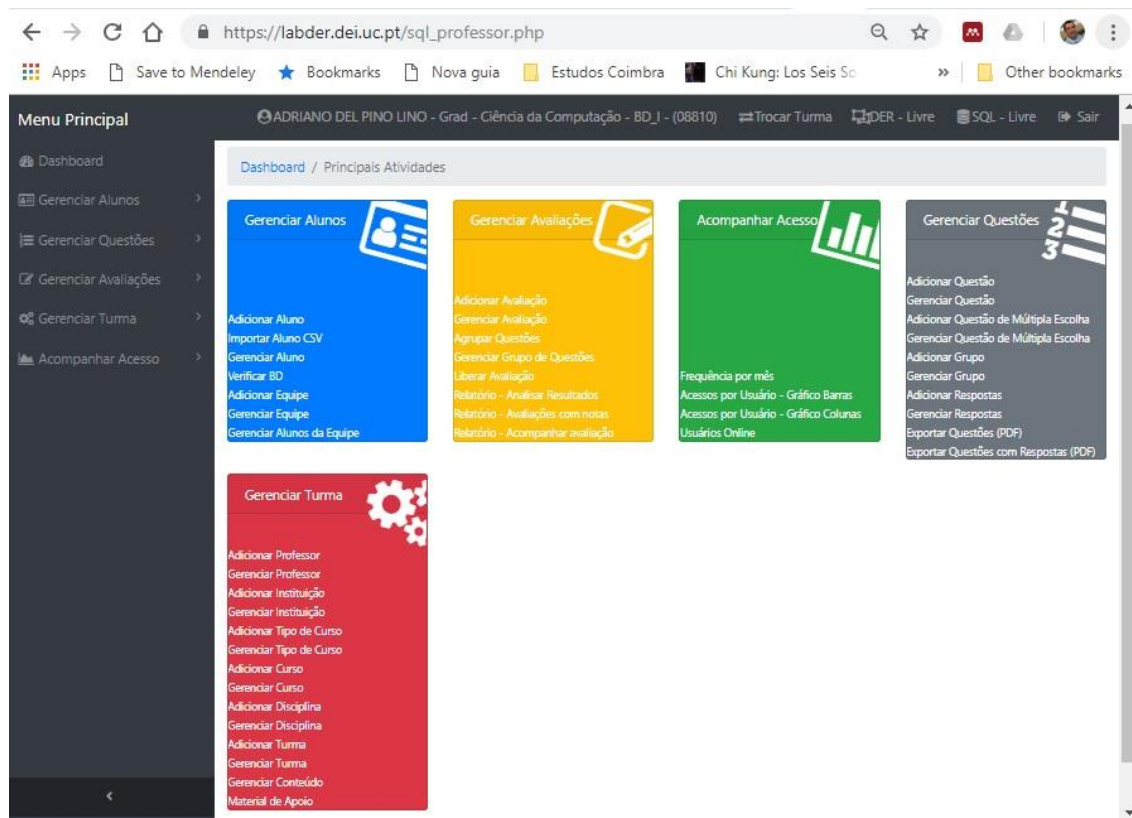 https://labder.dei.uc.pt/sql_professor.php
Apps Save to Mendeley Bookmarks Nova guia Estudos Coimbra Chi Kung: Los Seis So » Other bookmarks
Menu Principal
ADRIANO DEL PINO LINO - Grad - Ciência da Computação - BD_I - (08810) Trocar Turma DER - Livre SQL - Livre Sair
Dashboard
Gerenciar Alunos
Gerenciar Questões
Gerenciar Avaliações
Gerenciar Turma
Acompanhar Acesso
Dashboard / Principais Atividades
Gerenciar Alunos
Adicionar Aluno
Importar Aluno CSV
Gerenciar Aluno
Verificar BD
Adicionar Equipe
Gerenciar Equipe
Gerenciar Alunos da Equipe
Gerenciar Avaliações
Adicionar Avaliação
Gerenciar Avaliação
Agrupar Questões
Gerenciar Grupo de Questões
Liberar Avaliação
Relatório - Analisar Resultados
Relatório - Avaliações com notas
Relatório - Acompanhar avaliação
Acompanhar Acesso
Frequência por mês
Acessos por Usuário - Gráfico Barras
Acessos por Usuário - Gráfico Colunas
Usuários Online
Gerenciar Questões
1
2
3
Adicionar Questão
Gerenciar Questão
Adicionar Questão de Múltipla Escolha
Gerenciar Questão de Múltipla Escolha
Adicionar Grupo
Gerenciar Grupo
Adicionar Respostas
Gerenciar Respostas
Exportar Questões (PDF)
Exportar Questões com Respostas (PDF)
Gerenciar Turma
Adicionar Professor
Gerenciar Professor
Adicionar Instituição
Gerenciar Instituição
Adicionar Tipo de Curso
Gerenciar Tipo de Curso
Adicionar Curso
Gerenciar Curso
Adicionar Disciplina
Gerenciar Disciplina
Adicionar Turma
Gerenciar Turma
Gerenciar Conteúdo
Material de Apoio